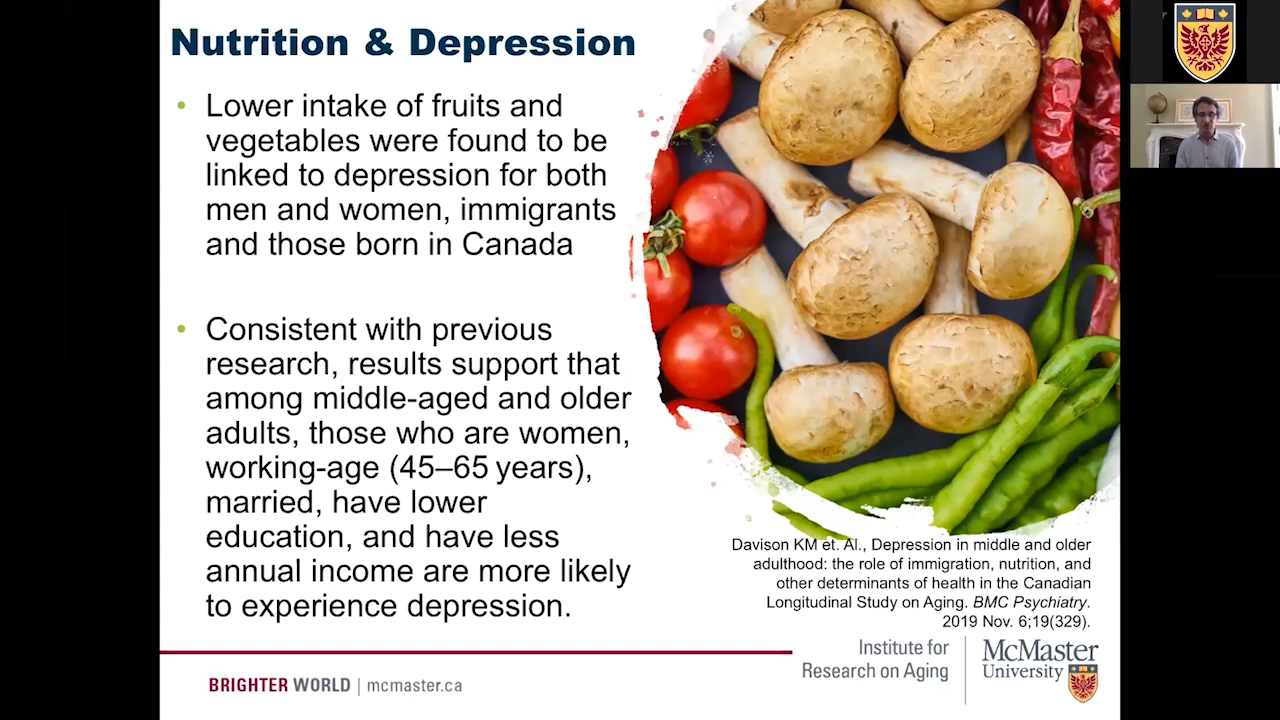 Nutrition & Depression
• Lower intake of fruits and
vegetables were found to be
linked to depression for both
men and women, immigrants
and those born in Canada
• Consistent with previous
research, results support that
among middle-aged and older
adults, those who are women,
working-age (45–65 years),
married, have lower
education, and have less
annual income are more likely
to experience depression.
Davison KM et. Al., Depression in middle and older
adulthood: the role of immigration, nutrition, and
other determinants of health in the Canadian
Longitudinal Study on Aging. BMC Psychiatry.
2019 Nov. 6;19(329).
Institute for
Research on Aging
McMaster
University
BRIGHTER WORLD | mcmaster.ca